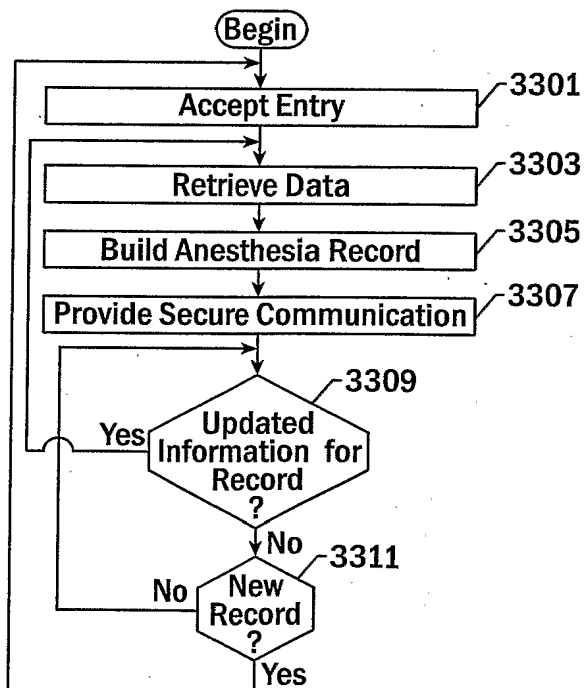 Begin
3301
Accept Entry
3303
Retrieve Data
3305
Build Anesthesia Record
3307
Provide Secure Communication
3309
Yes
Updated
Information for
Record
?
No
3311
No
New
Record
?
Yes